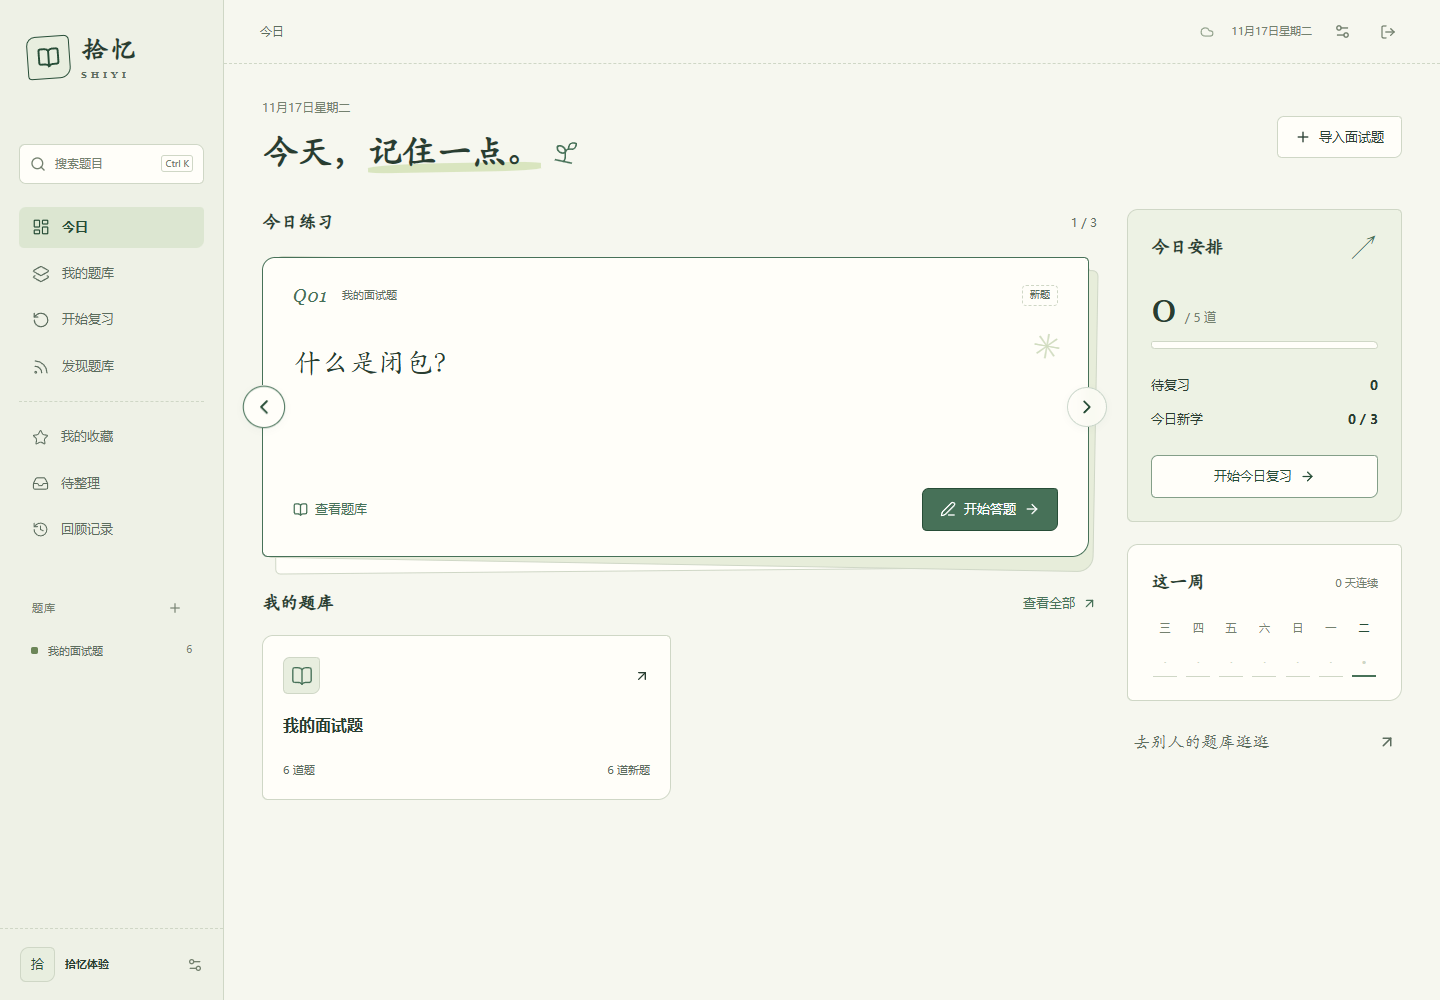 拾忆
SHIYI
搜索题目 Ctrl K
今日
我的题库
开始复习
发现题库
我的收藏
待整理
回顾记录
题库
我的面试题 6
拾 拾忆体验
今日 11月17日星期二
11月17日星期二
今天，记住一点。
导入面试题
今日练习 1 / 3
Q01 我的面试题 新题
什么是闭包?
查看题库 开始答题
我的题库 查看全部
我的面试题
6 道题 6 道新题
今日安排
0 / 5 道
待复习 0
今日新学 0 / 3
开始今日复习
这一周 0 天连续
三 四 五 六 日 一 二
去别人的题库逛逛